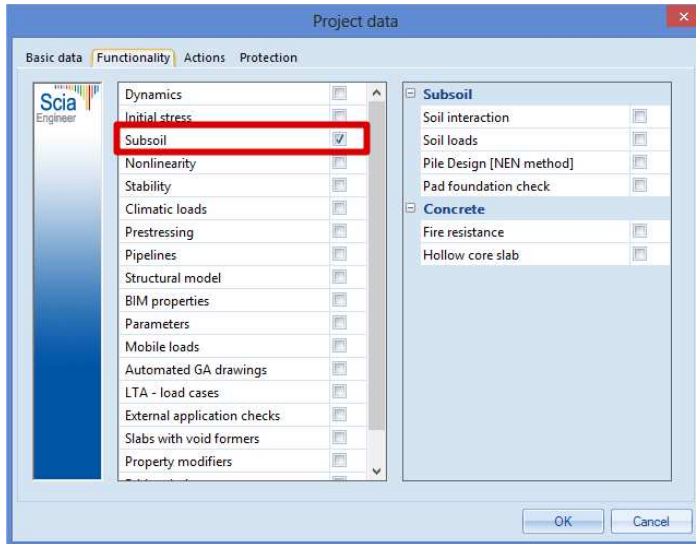 Project data
Basic data Functionality Actions Protection
Scia
Engineer
Dynamics
Initial stress
Subsoil
Nonlinearity
Stability
Climatic loads
Prestressing
Pipelines
Structural model
BIM properties
Parameters
Mobile loads
Automated GA drawings
LTA - load cases
External application checks
Slabs with void formers
Property modifiers
Subsoil
Soil interaction
Soil loads
Pile Design [NEN method]
Pad foundation check
Concrete
Fire resistance
Hollow core slab
OK Cancel